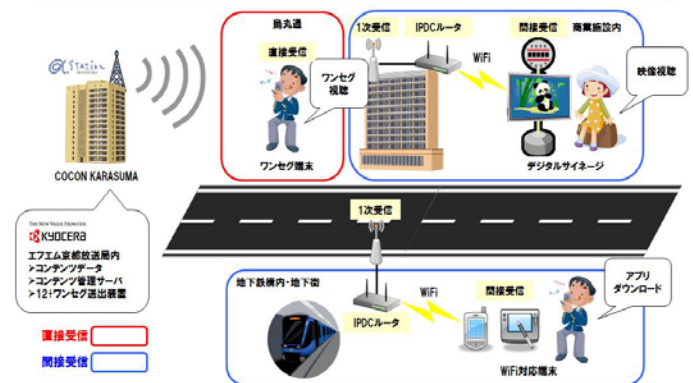 α STATION
COCON KARASUMA
THE NEW VALUE FRONTIER
KYOCERA
エフエム京都放送局内
➢コンテンツデータ
➢コンテンツ管理サーバ
➢12+ワンセグ送出装置
直接受信
間接受信
烏丸通
直接受信
ワンセグ
視聴
ワンセグ端末
1次受信
IPDCルータ
WiFi
間接受信
商業施設内
映像視聴
デジタルサイネージ
1次受信
地下鉄構内・地下街
IPDCルータ
WiFi
間接受信
アプリ
ダウンロード
WiFi対応端末